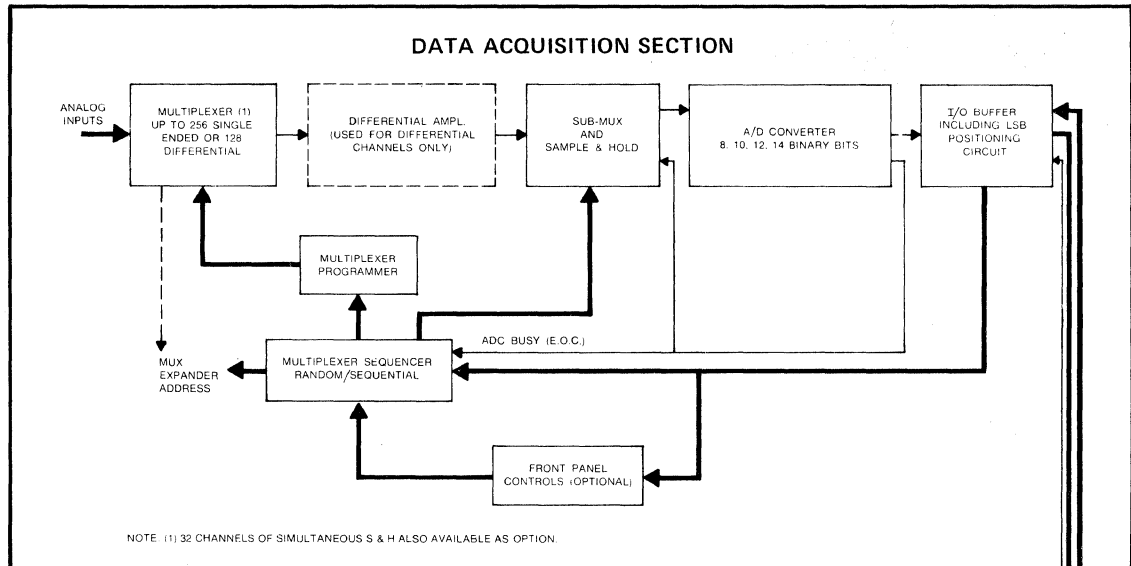 DATA ACQUISITION SECTION
ANALOG
INPUTS
MULTIPLEXER (1)
UP TO 256 SINGLE
ENDED OR 128
DIFFERENTIAL
DIFFERENTIAL AMPL.
(USED FOR DIFFERENTIAL
CHANNELS ONLY)
SUB-MUX
AND
SAMPLE & HOLD
A/D CONVERTER
8, 10, 12, 14 BINARY BITS
I/O BUFFER
INCLUDING LSB
POSITIONING
CIRCUIT
MULTIPLEXER
PROGRAMMER
ADC BUSY (E.O.C.)
MUX
EXPANDER
ADDRESS
MULTIPLEXER SEQUENCER
RANDOM/SEQUENTIAL
FRONT PANEL
CONTROLS (OPTIONAL)
NOTE (1) 32 CHANNELS OF SIMULTANEOUS S & H ALSO AVAILABLE AS OPTION.